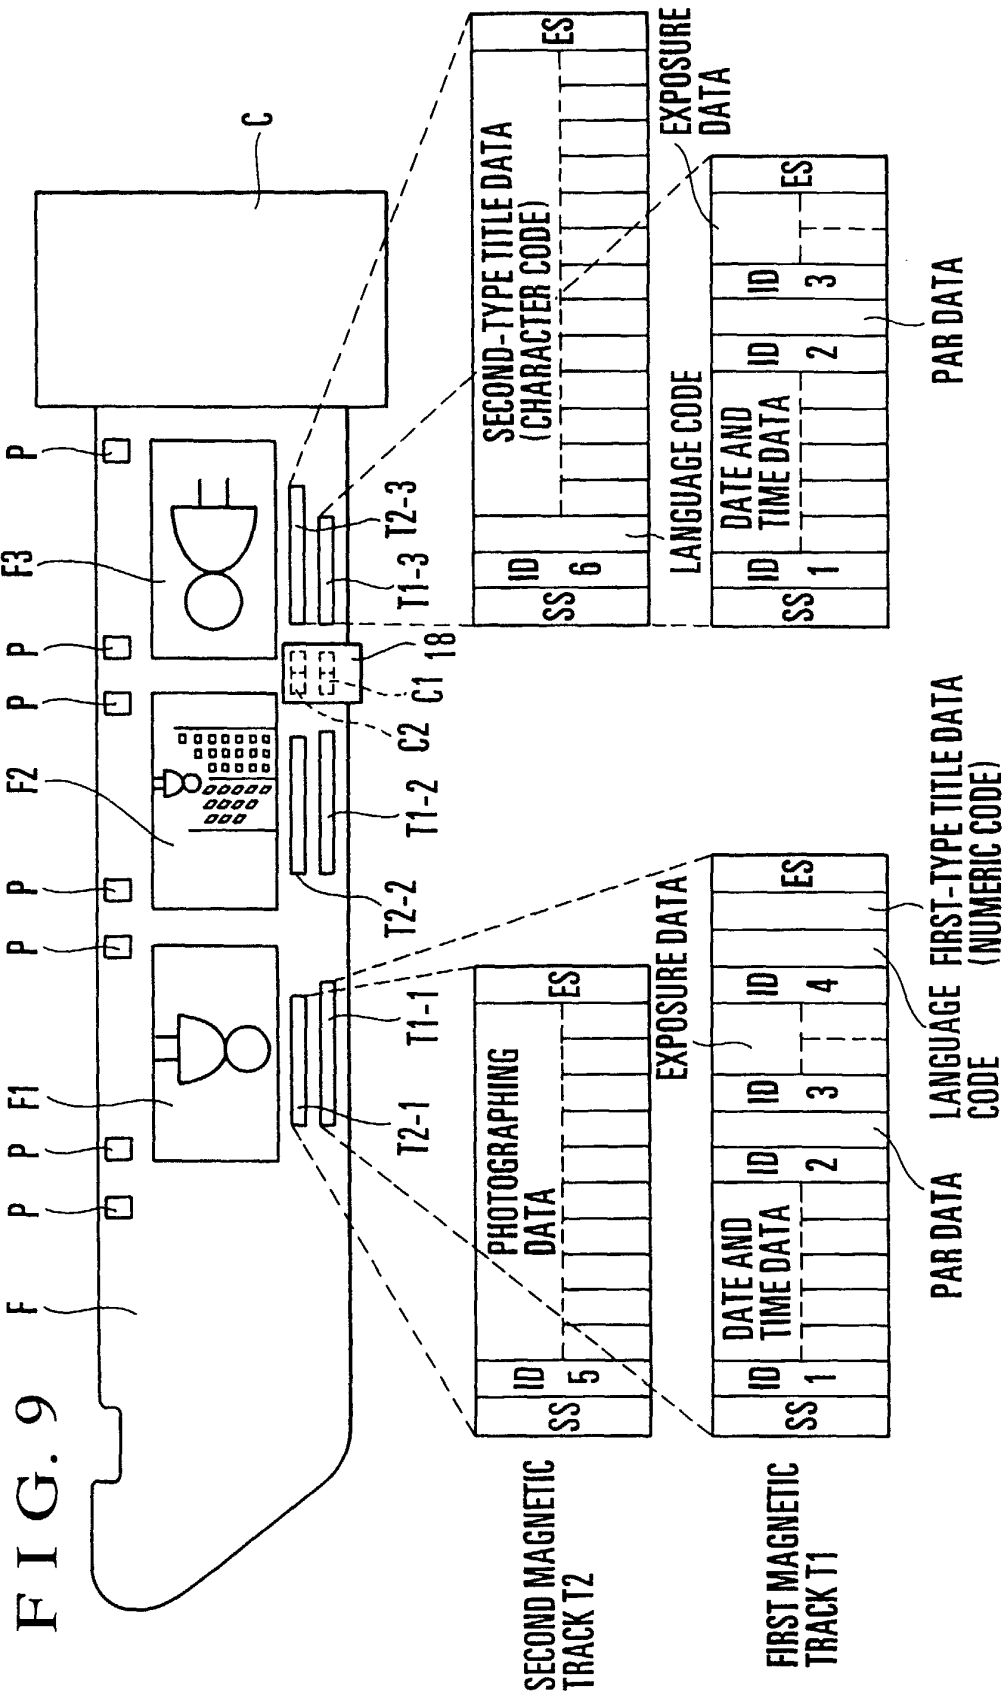 FIG. 9
F
P
P
F1
P
P
F2
P
P
F3
P
C
T2-1
T1-1
T2-2
T1-2
C2
C1
18
T1-3
T2-3
SECOND MAGNETIC
TRACK T2
SS
ID
5
PHOTOGRAPHING
DATA
ES
SS
ID
6
LANGUAGE CODE
SECOND-TYPE TITLE DATA
(CHARACTER CODE)
ES
FIRST MAGNETIC
TRACK T1
SS
ID
1
DATE AND
TIME DATA
ID
2
PAR DATA
ID
3
EXPOSURE DATA
ID
4
LANGUAGE
CODE
FIRST-TYPE TITLE DATA
(NUMERIC CODE)
ES
SS
ID
1
DATE AND
TIME DATA
ID
2
PAR DATA
ID
3
EXPOSURE
DATA
ES